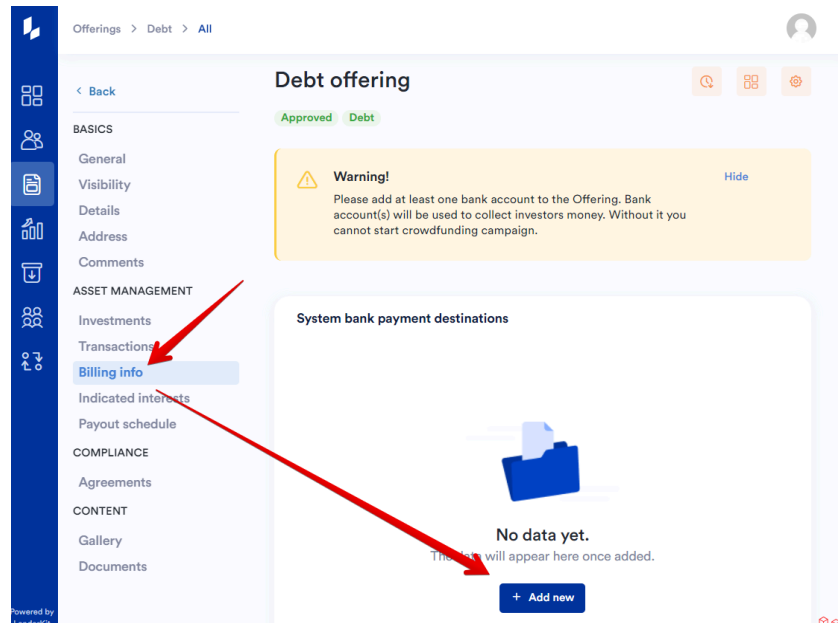 Offerings > Debt > All
< Back
BASICS
General
Visibility
Details
Address
Comments
ASSET MANAGEMENT
Investments
Transactions
Billing info
Indicated interests
Payout schedule
COMPLIANCE
Agreements
CONTENT
Gallery
Documents
Powered by
LenderKit
Debt offering
Approved Debt
Warning!
Hide
Please add at least one bank account to the Offering. Bank
account(s) will be used to collect investors money. Without it you
cannot start crowdfunding campaign.
System bank payment destinations
No data yet.
The data will appear here once added.
+ Add new